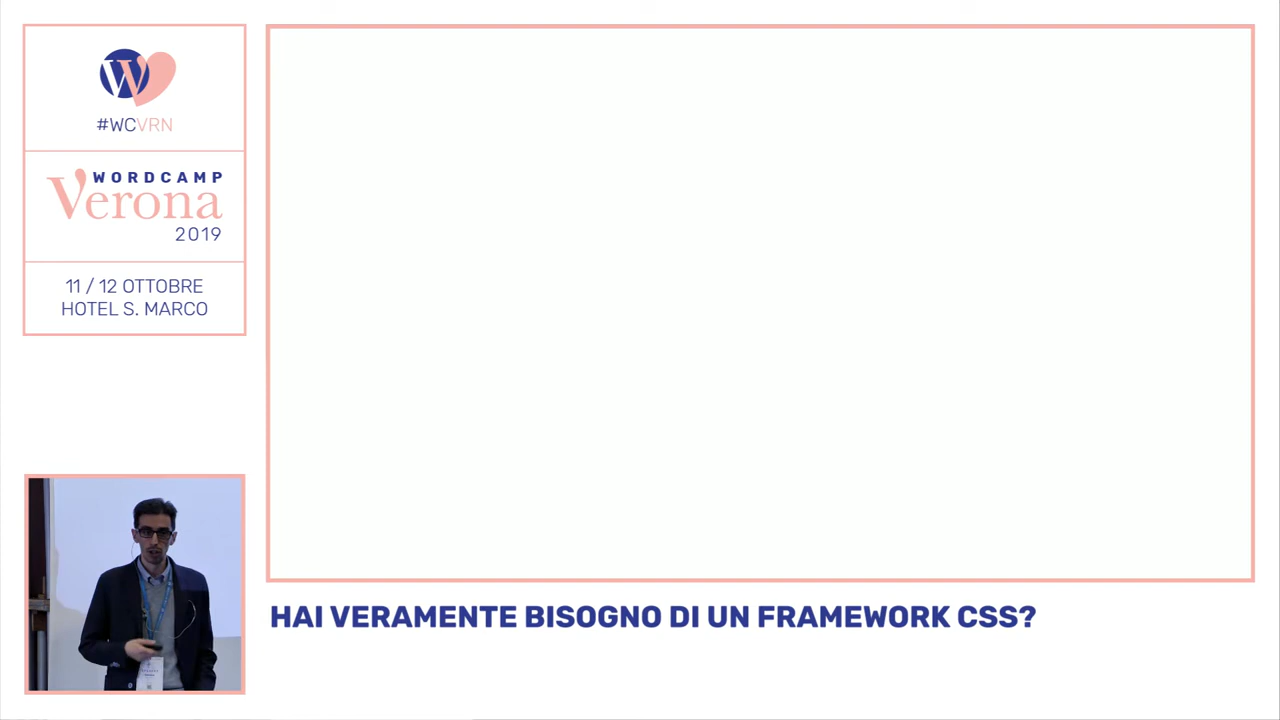 #WCVRN
WORDCAMP
Verona
2019
11 / 12 OTTOBRE
HOTEL S. MARCO
HAI VERAMENTE BISOGNO DI UN FRAMEWORK CSS?